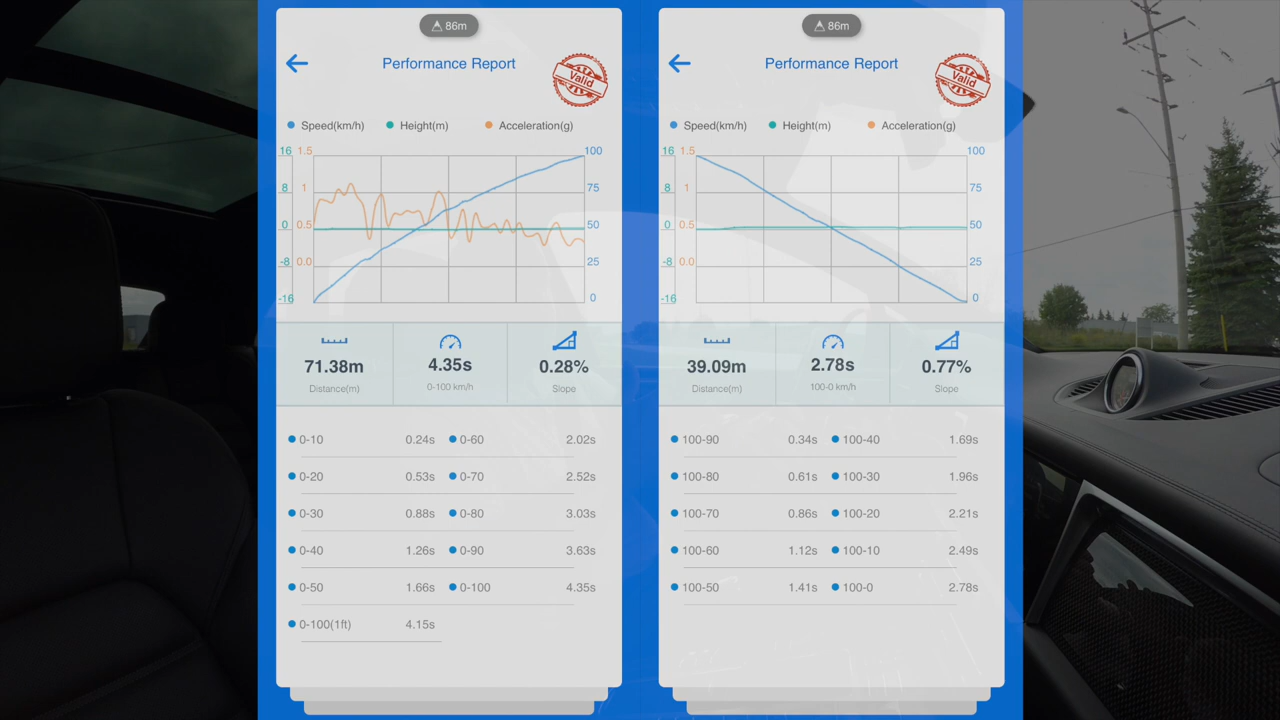 86m
Performance Report
Valid
Speed(km/h) Height(m) Acceleration(g)
16 1.5 100
8 1 75
0 0.5 50
-8 0.0 25
-16 0
71.38m 4.35s 0.28%
Distance(m) 0-100 km/h Slope
0-10 0.24s 0-60 2.02s
0-20 0.53s 0-70 2.52s
0-30 0.88s 0-80 3.03s
0-40 1.26s 0-90 3.63s
0-50 1.66s 0-100 4.35s
0-100(1ft) 4.15s
86m
Performance Report
Valid
Speed(km/h) Height(m) Acceleration(g)
16 1.5 100
8 1 75
0 0.5 50
-8 0.0 25
-16 0
39.09m 2.78s 0.77%
Distance(m) 100-0 km/h Slope
100-90 0.34s 100-40 1.69s
100-80 0.61s 100-30 1.96s
100-70 0.86s 100-20 2.21s
100-60 1.12s 100-10 2.49s
100-50 1.41s 100-0 2.78s